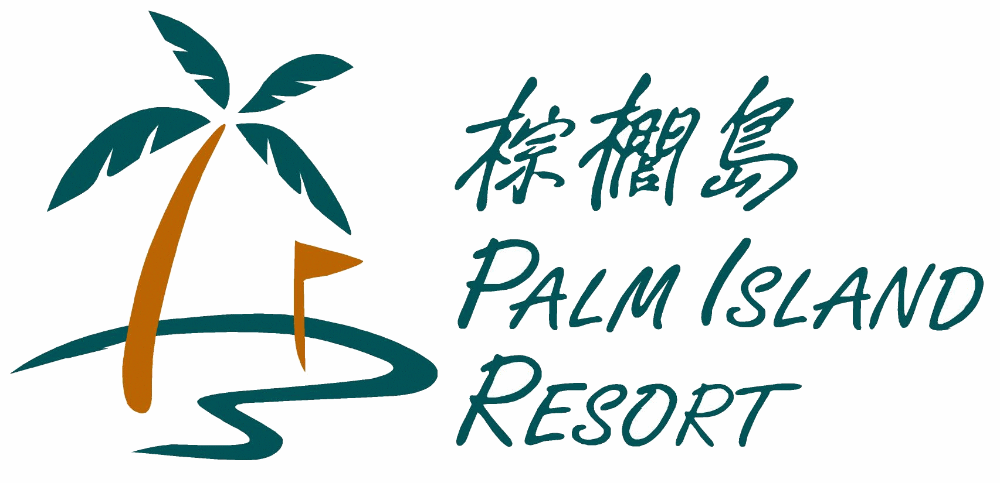 棕櫚島
PALM ISLAND
RESORT